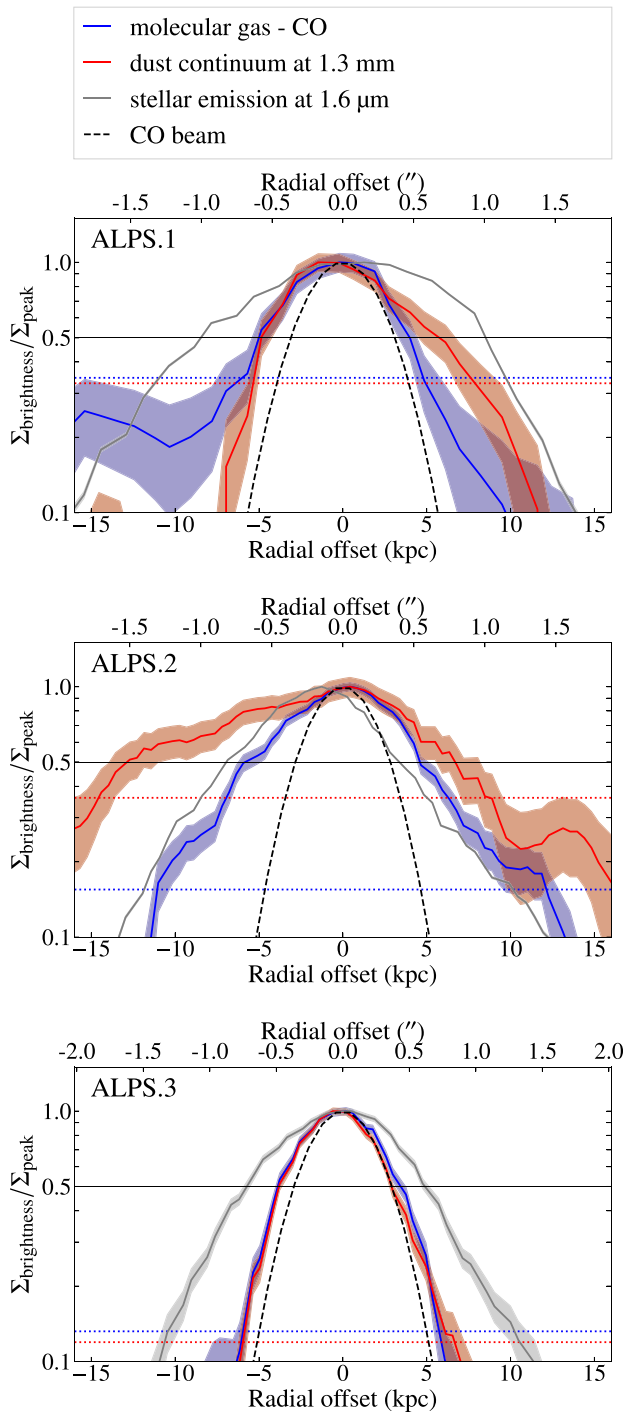 molecular gas - CO
dust continuum at 1.3 mm
stellar emission at 1.6 µm
CO beam
Radial offset (″)
-1.5 -1.0 -0.5 0.0 0.5 1.0 1.5
ALPS.1
1.0
0.5
0.1
Σbrightness/Σpeak
−15 −10 −5 0 5 10 15
Radial offset (kpc)
Radial offset (″)
-1.5 -1.0 -0.5 0.0 0.5 1.0 1.5
ALPS.2
1.0
0.5
0.1
Σbrightness/Σpeak
−15 −10 −5 0 5 10 15
Radial offset (kpc)
Radial offset (″)
-2.0 -1.5 -1.0 -0.5 0.0 0.5 1.0 1.5 2.0
ALPS.3
1.0
0.5
0.1
Σbrightness/Σpeak
−15 −10 −5 0 5 10 15
Radial offset (kpc)